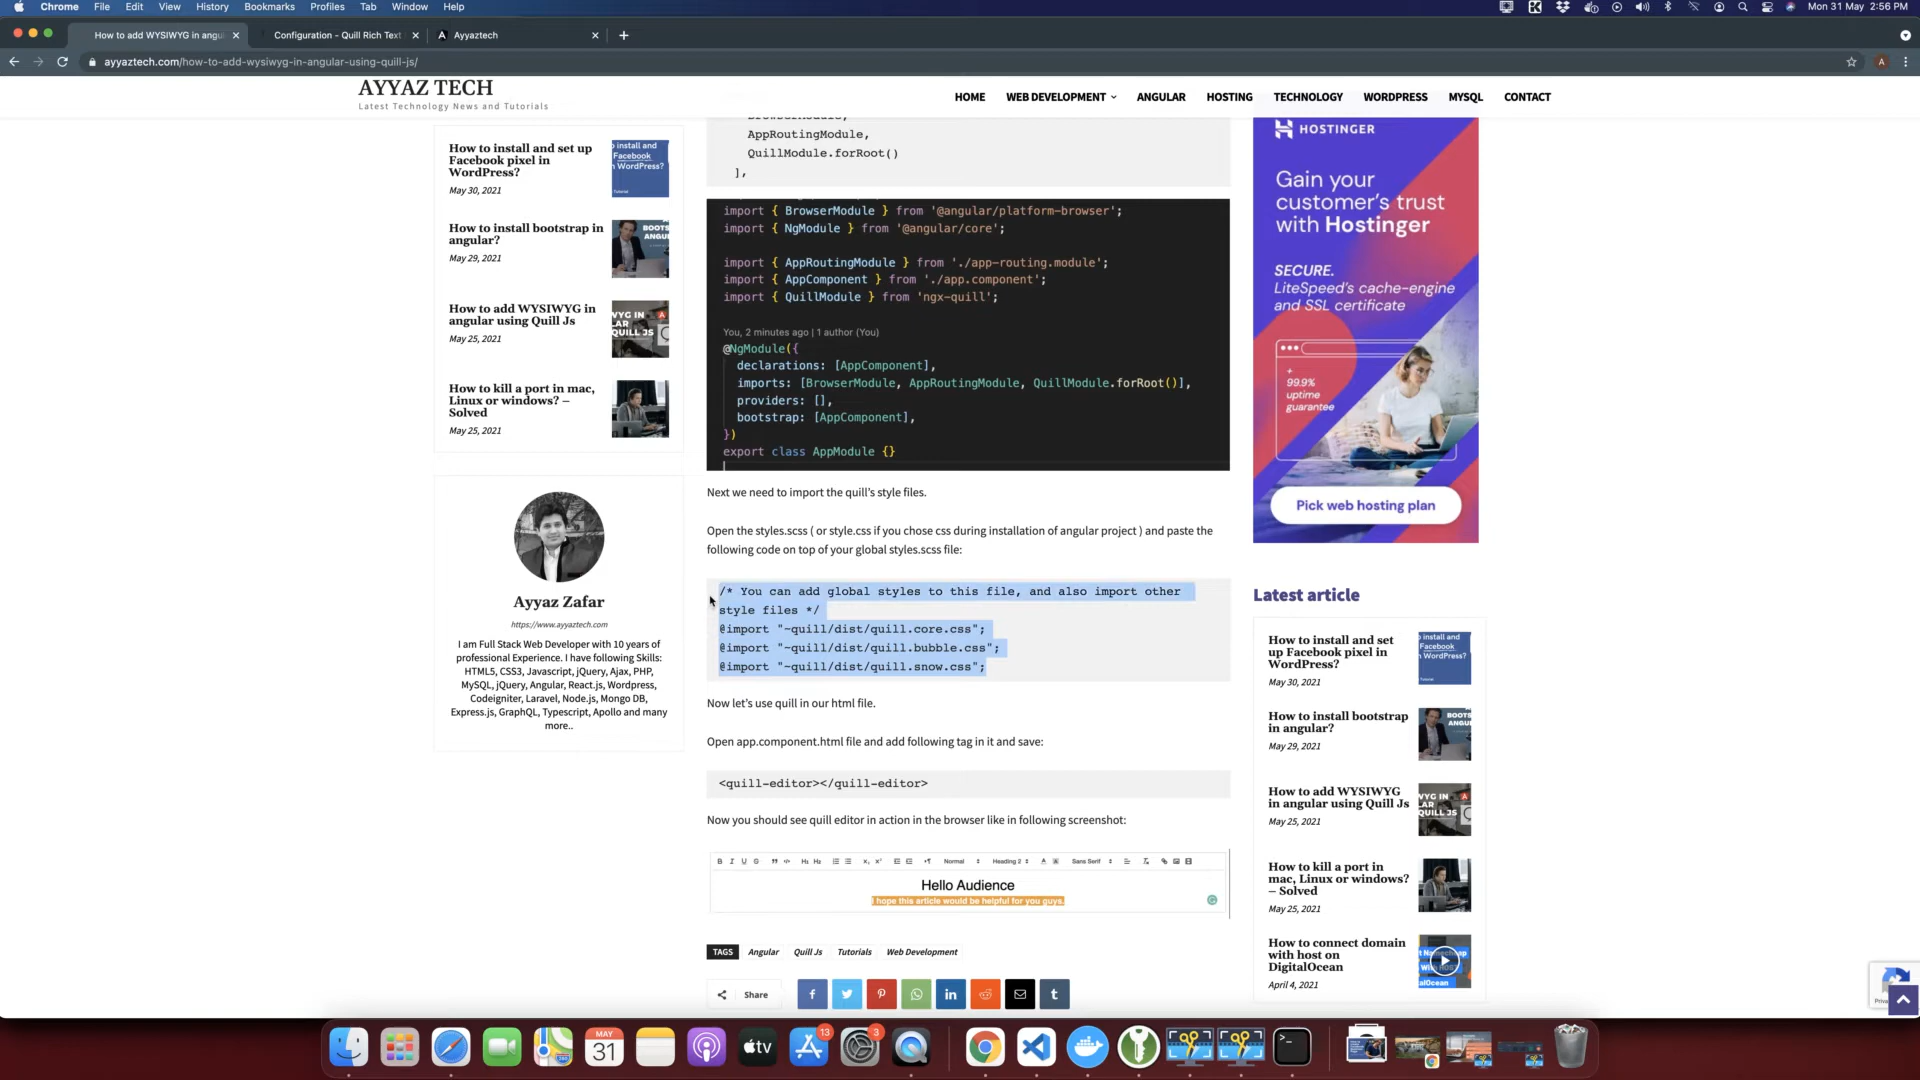 Chrome File Edit View History Bookmarks Profiles Tab Window Help
Mon 31 May 2:56 PM
How to add WYSIWYG in angu
Configuration - Quill Rich Text
Ayyaztech
ayyaztech.com/how-to-add-wysiwyg-in-angular-using-quill-js/
A
AYYAZ TECH
Latest Technology News and Tutorials
HOME WEB DEVELOPMENT ANGULAR HOSTING TECHNOLOGY WORDPRESS MYSQL CONTACT
How to install and set up
Facebook pixel in
WordPress?
May 30, 2021
How to install bootstrap in
angular?
May 29, 2021
How to add WYSIWYG in
angular using Quill Js
May 25, 2021
How to kill a port in mac,
Linux or windows? –
Solved
May 25, 2021
Ayyaz Zafar
https://www.ayyaztech.com
I am Full Stack Web Developer with 10 years of
professional Experience. I have following Skills:
HTML5, CSS3, Javascript, jQuery, Ajax, PHP,
MySQL, jQuery, Angular, React.js, Wordpress,
Codeigniter, Laravel, Node.js, Mongo DB,
Express.js, GraphQL, Typescript, Apollo and many
more..
BrowserModule,
AppRoutingModule,
QuillModule.forRoot()
],
import { BrowserModule } from '@angular/platform-browser';
import { NgModule } from '@angular/core';
import { AppRoutingModule } from './app-routing.module';
import { AppComponent } from './app.component';
import { QuillModule } from 'ngx-quill';
You, 2 minutes ago | 1 author (You)
@NgModule({
declarations: [AppComponent],
imports: [BrowserModule, AppRoutingModule, QuillModule.forRoot()],
providers: [],
bootstrap: [AppComponent],
})
export class AppModule {}
Next we need to import the quill's style files.
Open the styles.scss ( or style.css if you chose css during installation of angular project ) and paste the
following code on top of your global styles.scss file:
/* You can add global styles to this file, and also import other
style files */
@import "~quill/dist/quill.core.css";
@import "~quill/dist/quill.bubble.css";
@import "~quill/dist/quill.snow.css";
Now let's use quill in our html file.
Open app.component.html file and add following tag in it and save:
<quill-editor></quill-editor>
Now you should see quill editor in action in the browser like in following screenshot:
B I U S H1 H2 Normal Heading 2 A Sans Serif
Hello Audience
I hope this article would be helpful for you guys.
TAGS Angular Quill Js Tutorials Web Development
Share
HOSTINGER
Gain your
customer's trust
with Hostinger
SECURE.
LiteSpeed's cache-engine
and SSL certificate
+
99.9%
uptime
guarantee
Pick web hosting plan
Latest article
How to install and set
up Facebook pixel in
WordPress?
May 30, 2021
How to install bootstrap
in angular?
May 29, 2021
How to add WYSIWYG
in angular using Quill Js
May 25, 2021
How to kill a port in
mac, Linux or windows?
– Solved
May 25, 2021
How to connect domain
with host on
DigitalOcean
April 4, 2021
MAY
31
tv
13
3